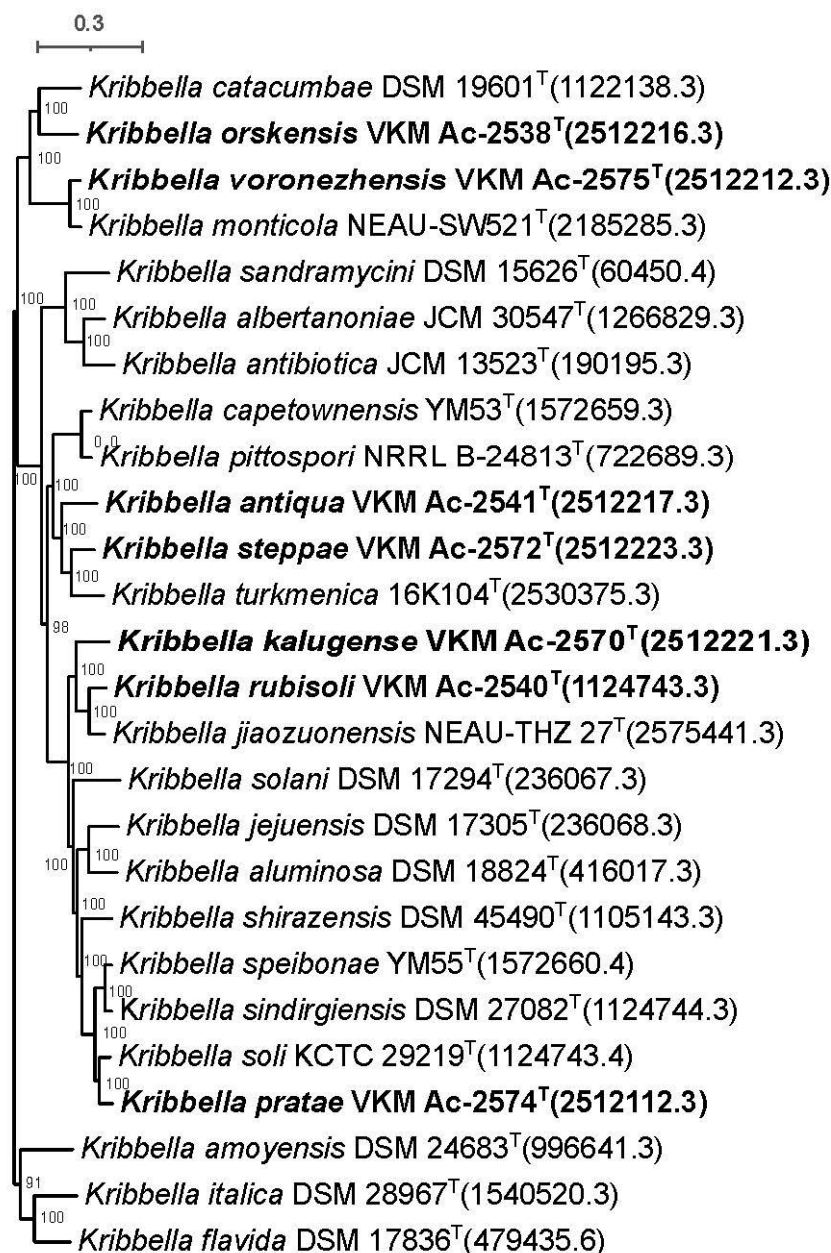 0.3
Kribbella catacumbae DSM 19601T(1122138.3)
100
Kribbella orskensis VKM Ac-2538T(2512216.3)
100
Kribbella voronezhensis VKM Ac-2575T(2512212.3)
100
Kribbella monticola NEAU-SW521T(2185285.3)
Kribbella sandramycini DSM 15626T(60450.4)
100
100
Kribbella albertanoniae JCM 30547T(1266829.3)
100
Kribbella antibiotica JCM 13523T(190195.3)
Kribbella capetownensis YM53T(1572659.3)
0_0
Kribbella pittospori NRRL B-24813T(722689.3)
100
100
Kribbella antiqua VKM Ac-2541T(2512217.3)
100
Kribbella steppae VKM Ac-2572T(2512223.3)
100
Kribbella turkmenica 16K104T(2530375.3)
98
Kribbella kalugense VKM Ac-2570T(2512221.3)
100
Kribbella rubisoli VKM Ac-2540T(1124743.3)
100
Kribbella jiaozuonensis NEAU-THZ 27T(2575441.3)
100
Kribbella solani DSM 17294T(236067.3)
Kribbella jejuensis DSM 17305T(236068.3)
100
100
Kribbella aluminosa DSM 18824T(416017.3)
100
Kribbella shirazensis DSM 45490T(1105143.3)
100
Kribbella speibonae YM55T(1572660.4)
100
Kribbella sindirgiensis DSM 27082T(1124744.3)
100
Kribbella soli KCTC 29219T(1124743.4)
100
Kribbella pratae VKM Ac-2574T(2512112.3)
Kribbella amoyensis DSM 24683T(996641.3)
91
Kribbella italica DSM 28967T(1540520.3)
100
Kribbella flavida DSM 17836T(479435.6)